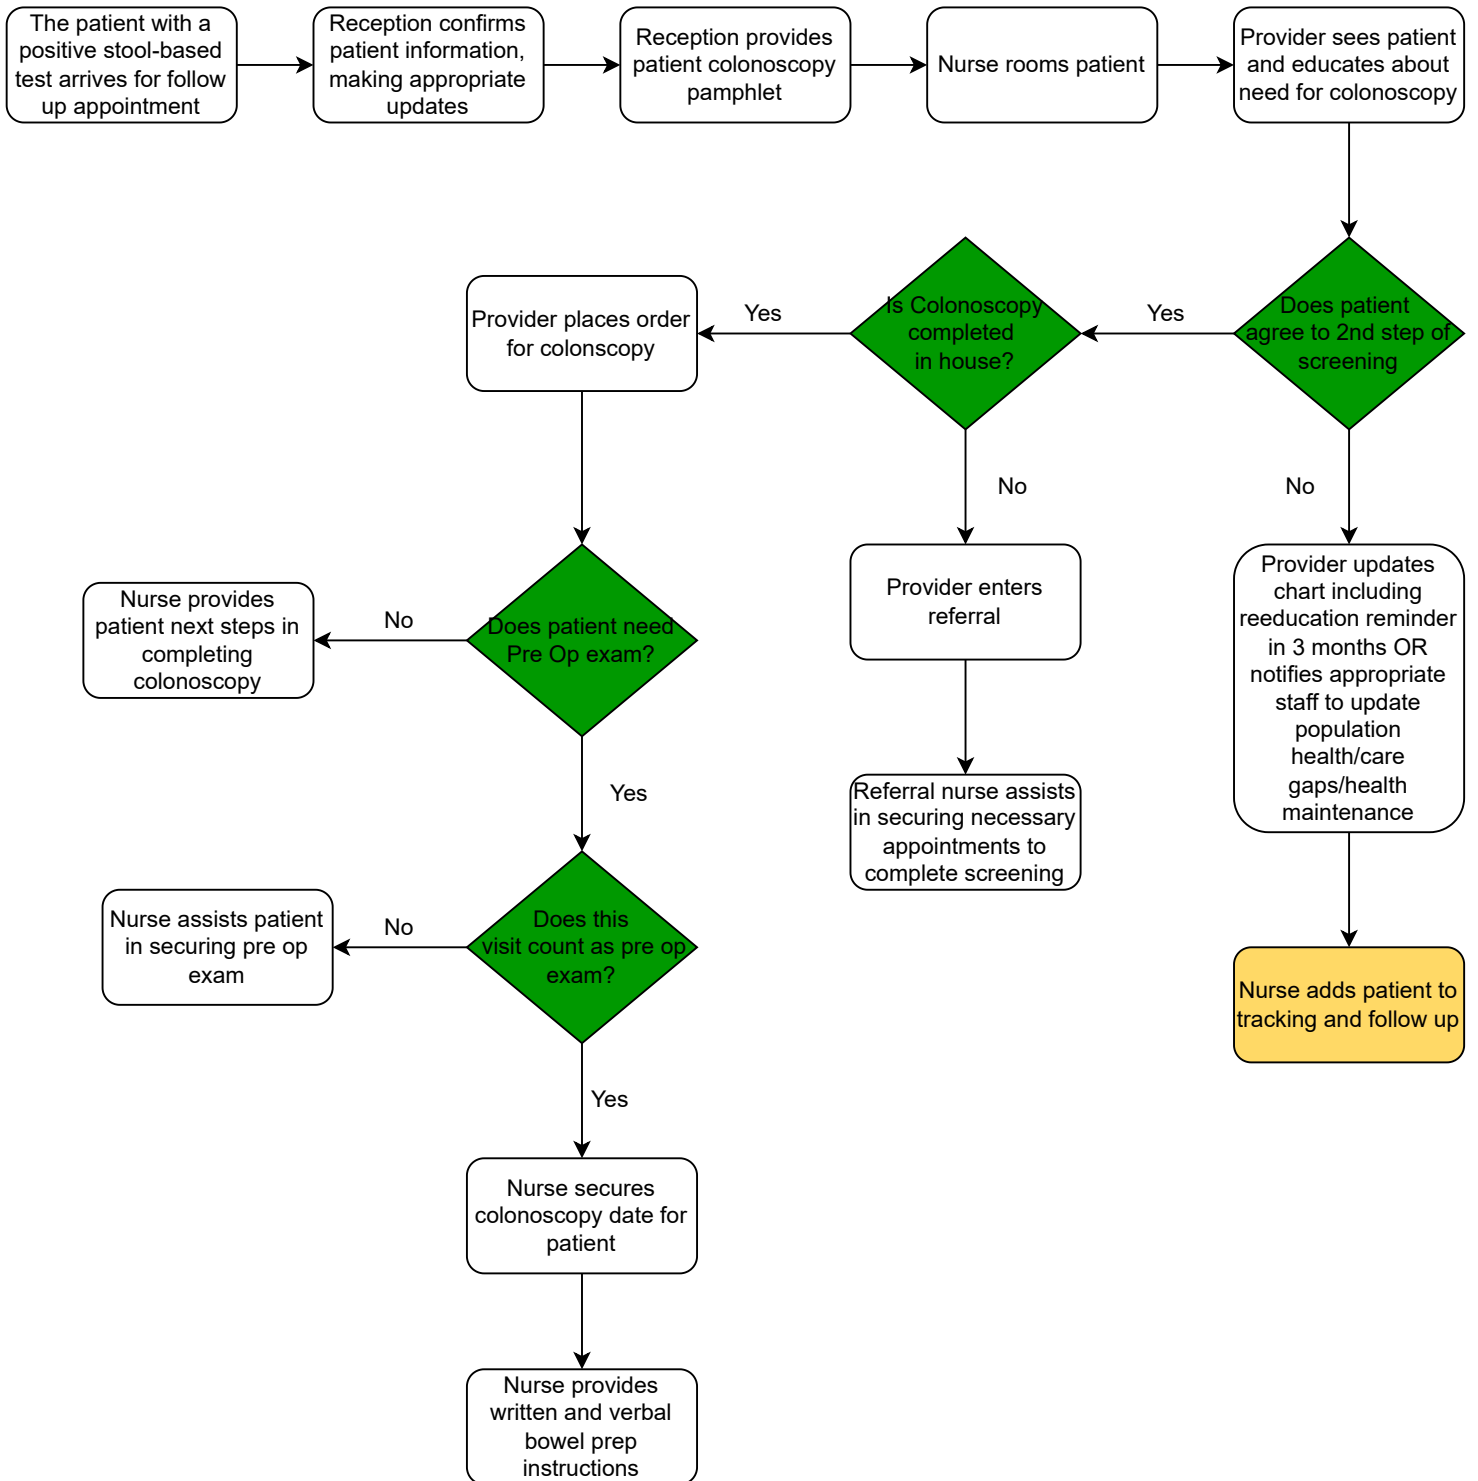 The patient with a
positive stool-based
test arrives for follow
up appointment
Reception confirms
patient information,
making appropriate
updates
Reception provides
patient colonoscopy
pamphlet
Nurse rooms patient
Provider sees patient
and educates about
need for colonoscopy
Does patient
agree to 2nd step of
screening
Yes
Is Colonoscopy
completed
in house?
Yes
Provider places order
for colonscopy
No
No
Provider updates
chart including
reeducation reminder
in 3 months OR
notifies appropriate
staff to update
population
health/care
gaps/health
maintenance
Provider enters
referral
Does patient need
Pre Op exam?
No
Nurse provides
patient next steps in
completing
colonoscopy
Yes
Referral nurse assists
in securing necessary
appointments to
complete screening
Does this
visit count as pre op
exam?
No
Nurse assists patient
in securing pre op
exam
Nurse adds patient to
tracking and follow up
Yes
Nurse secures
colonoscopy date for
patient
Nurse provides
written and verbal
bowel prep
instructions